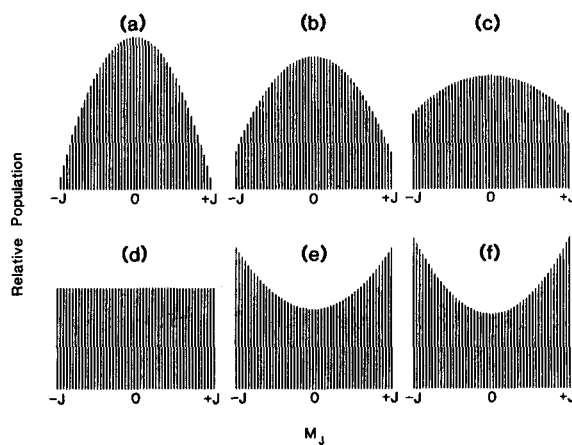 (a) (b) (c)
−J 0 +J −J 0 +J −J 0 +J
Relative Population
(d) (e) (f)
−J 0 +J −J 0 +J −J 0 +J
M_J